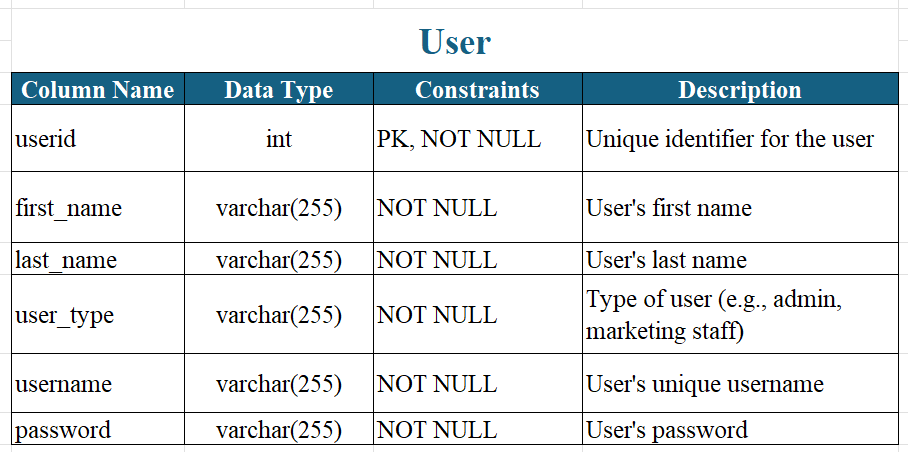 User
Column Name Data Type Constraints Description
userid int PK, NOT NULL Unique identifier for the user
first_name varchar(255) NOT NULL User's first name
last_name varchar(255) NOT NULL User's last name
user_type varchar(255) NOT NULL Type of user (e.g., admin,
marketing staff)
username varchar(255) NOT NULL User's unique username
password varchar(255) NOT NULL User's password